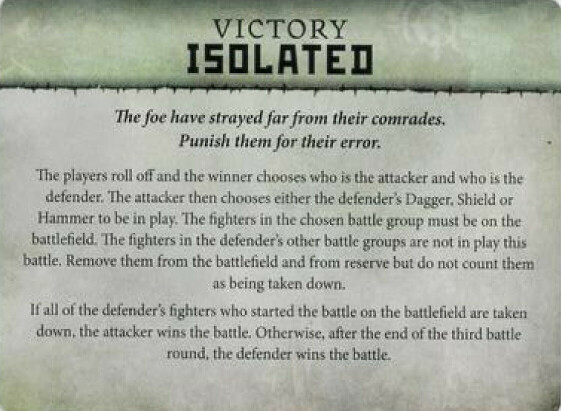 VICTORY
ISOLATED
The foe have strayed far from their comrades.
Punish them for their error.
The players roll off and the winner chooses who is the attacker and who is the
defender. The attacker then chooses either the defender's Dagger, Shield or
Hammer to be in play. The fighters in the chosen battle group must be on the
battlefield. The fighters in the defender's other battle groups are not in play this
battle. Remove them from the battlefield and from reserve but do not count them
as being taken down.
If all of the defender's fighters who started the battle on the battlefield are taken
down, the attacker wins the battle. Otherwise, after the end of the third battle
round, the defender wins the battle.